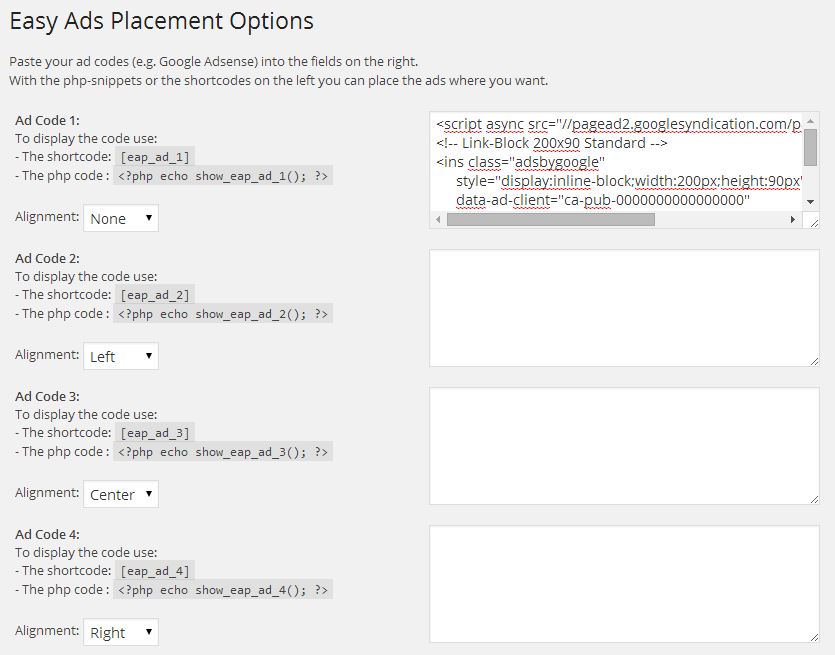 Easy Ads Placement Options
Paste your ad codes (e.g. Google Adsense) into the fields on the right.
With the php-snippets or the shortcodes on the left you can place the ads where you want.
Ad Code 1:
To display the code use:
- The shortcode: [eap_ad_1]
- The php code : <?php echo show_eap_ad_1(); ?>
Alignment: None
<script async src="//pagead2.googlesyndication.com/p
<!-- Link-Block 200x90 Standard -->
<ins class="adsbygoogle"
style="display:inline-block;width:200px;height:90px"
data-ad-client="ca-pub-0000000000000000"
Ad Code 2:
To display the code use:
- The shortcode: [eap_ad_2]
- The php code : <?php echo show_eap_ad_2(); ?>
Alignment: Left
Ad Code 3:
To display the code use:
- The shortcode: [eap_ad_3]
- The php code : <?php echo show_eap_ad_3(); ?>
Alignment: Center
Ad Code 4:
To display the code use:
- The shortcode: [eap_ad_4]
- The php code : <?php echo show_eap_ad_4(); ?>
Alignment: Right